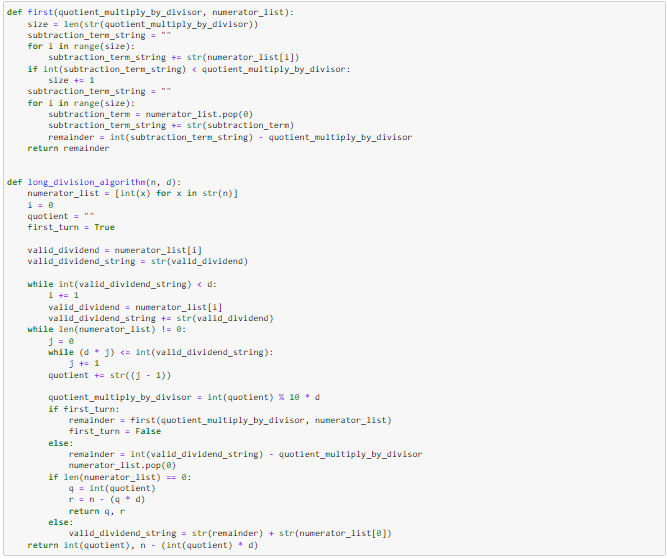 def first(quotient_multiply_by_divisor, numerator_list):
    size = len(str(quotient_multiply_by_divisor))
    subtraction_term_string = ""
    for i in range(size):
        subtraction_term_string += str(numerator_list[i])
    if int(subtraction_term_string) < quotient_multiply_by_divisor:
        size += 1
    subtraction_term_string = ""
    for i in range(size):
        subtraction_term = numerator_list.pop(0)
        subtraction_term_string += str(subtraction_term)
        remainder = int(subtraction_term_string) - quotient_multiply_by_divisor
    return remainder
def long_division_algorithm(n, d):
    numerator_list = [int(x) for x in str(n)]
    i = 0
    quotient = ""
    first_turn = True
    valid_dividend = numerator_list[i]
    valid_dividend_string = str(valid_dividend)
    while int(valid_dividend_string) < d:
        i += 1
        valid_dividend = numerator_list[i]
        valid_dividend_string += str(valid_dividend)
    while len(numerator_list) != 0:
        j = 0
        while (d * j) <= int(valid_dividend_string):
            j += 1
        quotient += str((j - 1))
        quotient_multiply_by_divisor = int(quotient) % 10 * d
        if first_turn:
            remainder = first(quotient_multiply_by_divisor, numerator_list)
            first_turn = False
        else:
            remainder = int(valid_dividend_string) - quotient_multiply_by_divisor
            numerator_list.pop(0)
        if len(numerator_list) == 0:
            q = int(quotient)
            r = n - (q * d)
            return q, r
        else:
            valid_dividend_string = str(remainder) + str(numerator_list[0])
    return int(quotient), n - (int(quotient) * d)